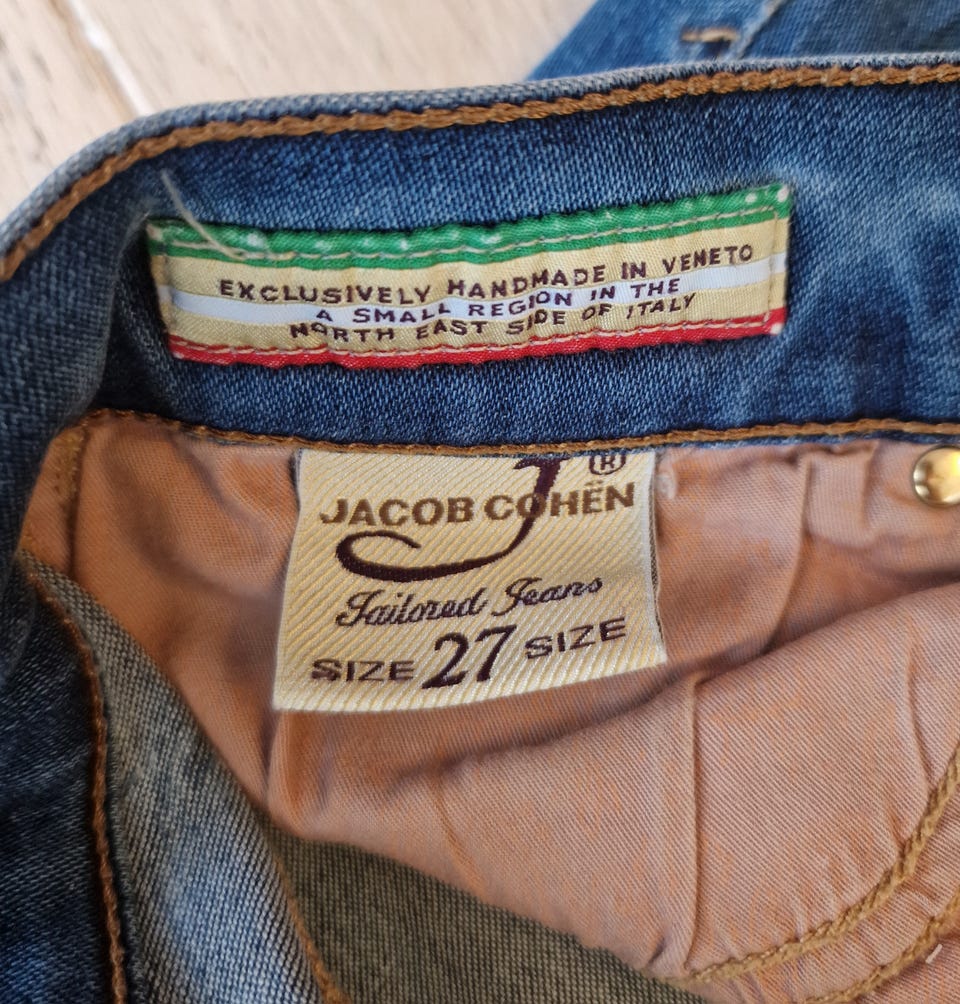 EXCLUSIVELY HANDMADE IN VENETO
A SMALL REGION IN THE
NORTH EAST SIDE OF ITALY
J ®
JACOB COHËN
Tailored Jeans
SIZE 27 SIZE